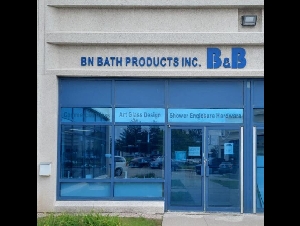 BN BATH PRODUCTS INC. B&B
Shower Enclosure Hardware